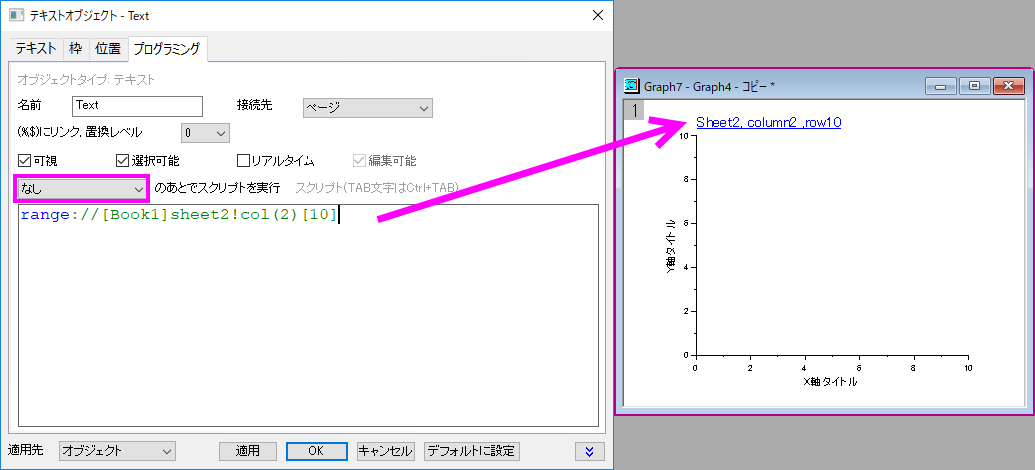 テキストオブジェクト - Text
テキスト 枠 位置 プログラミング
オブジェクトタイプ: テキスト
名前 Text 接続先 ページ
(%$)にリンク, 置換レベル 0
可視 選択可能 リアルタイム 編集可能
なし のあとでスクリプトを実行 スクリプト(TAB文字はCtrl+TAB)
range://[Book1]sheet2!col(2)[10]
適用先 オブジェクト 適用 OK キャンセル デフォルトに設定
Graph7 - Graph4 - コピー *
1
Sheet2, column2 ,row10
10
8
6
4
2
0
Y軸タイトル
0 2 4 6 8 10
X軸タイトル